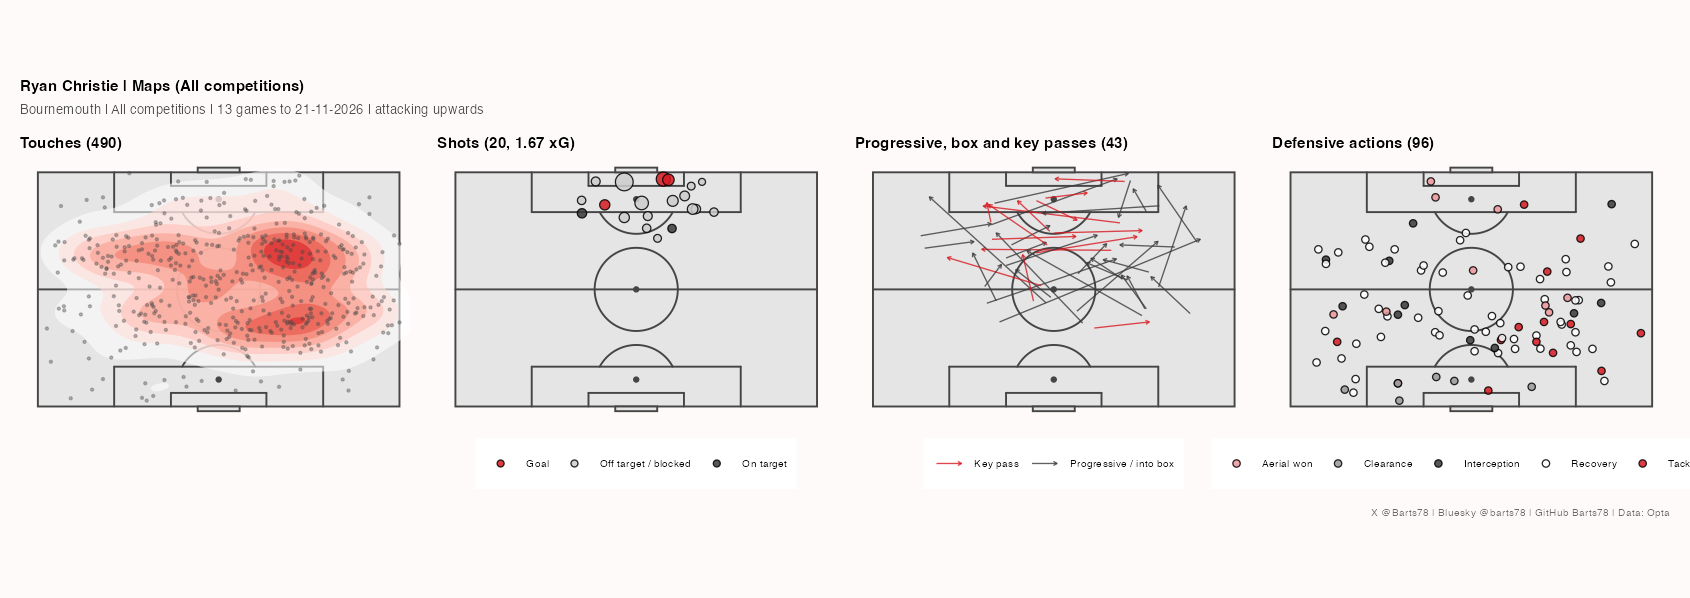 Ryan Christie | Maps (All competitions)
Bournemouth | All competitions | 13 games to 21-11-2026 | attacking upwards
Touches (490)
Shots (20, 1.67 xG)
Progressive, box and key passes (43)
Defensive actions (96)
Goal
Off target / blocked
On target
Key pass
Progressive / into box
Aerial won
Clearance
Interception
Recovery
Tack
X @Barts78 | Bluesky @barts78 | GitHub Barts78 | Data: Opta